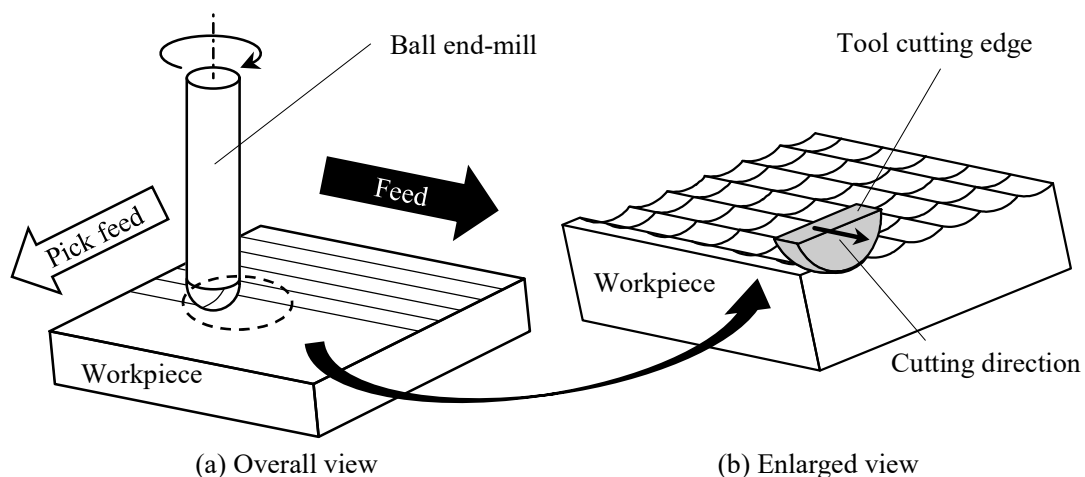 Ball end-mill
Feed
Pick feed
Workpiece
(a) Overall view
Tool cutting edge
Workpiece
Cutting direction
(b) Enlarged view